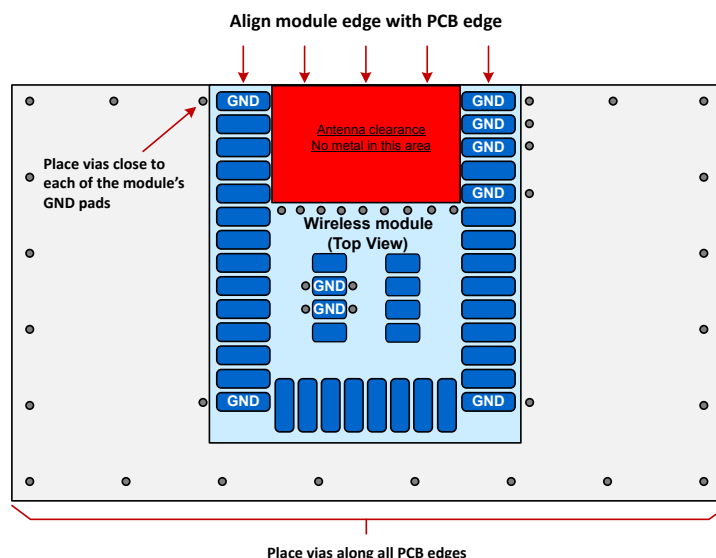 Align module edge with PCB edge
GND
GND
Antenna clearance
No metal in this area
GND
GND
Place vias close to
each of the module's
GND pads
GND
Wireless module
(Top View)
GND
GND
GND
GND
Place vias along all PCB edges